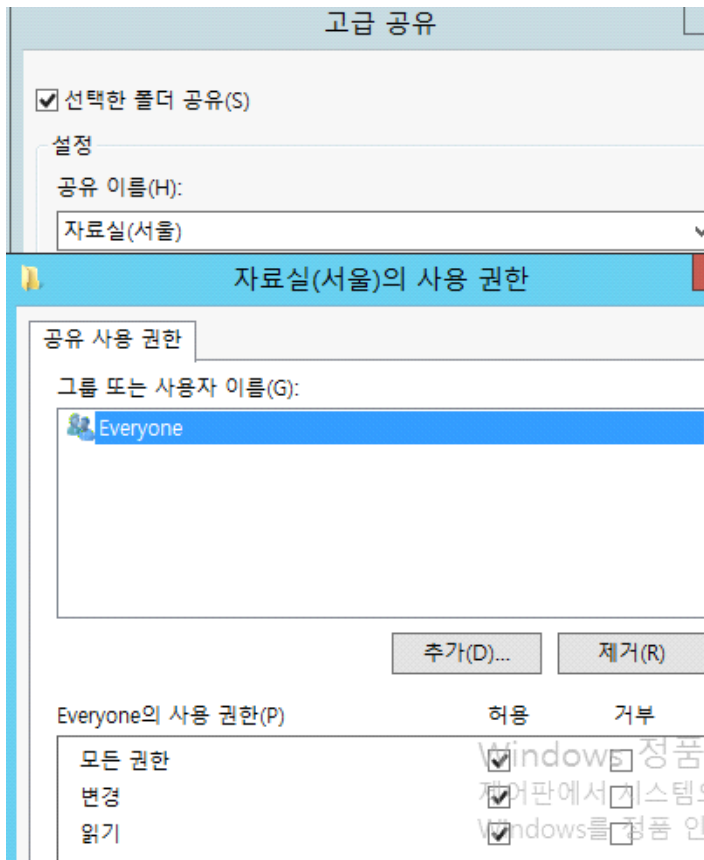 고급 공유
선택한 폴더 공유(S)
설정
공유 이름(H):
자료실(서울)
자료실(서울)의 사용 권한
공유 사용 권한
그룹 또는 사용자 이름(G):
Everyone
추가(D)... 제거(R)
Everyone의 사용 권한(P) 허용 거부
Windows 정품
모든 권한
제어판에서 시스템의
변경
Windows를 정품 인
읽기